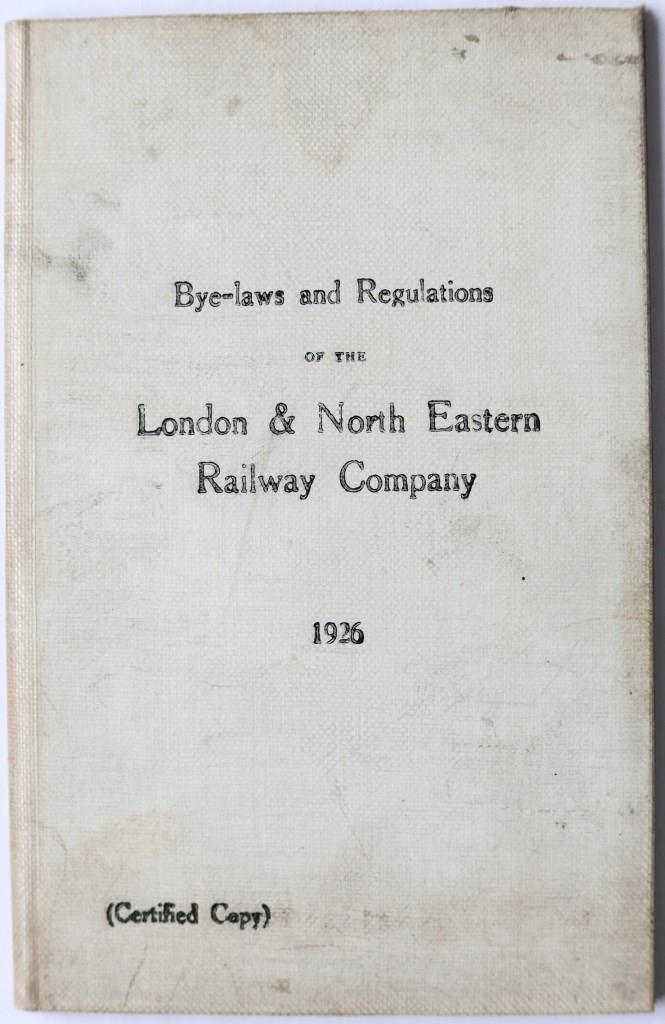 Bye-laws and Regulations
OF THE
London & North Eastern
Railway Company
1926
(Certified Copy)